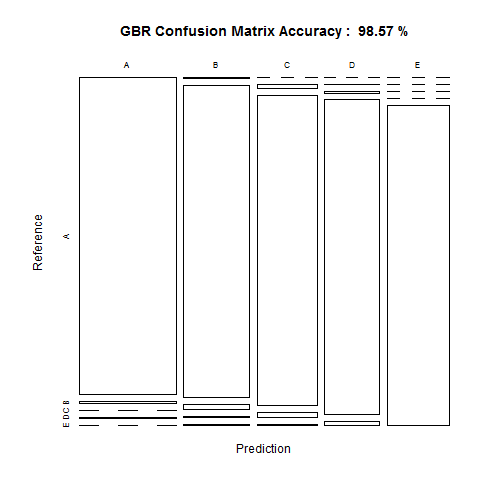 GBR Confusion Matrix Accuracy :  98.57 %
A B C D E
Reference
A
B
C
D
E
Prediction